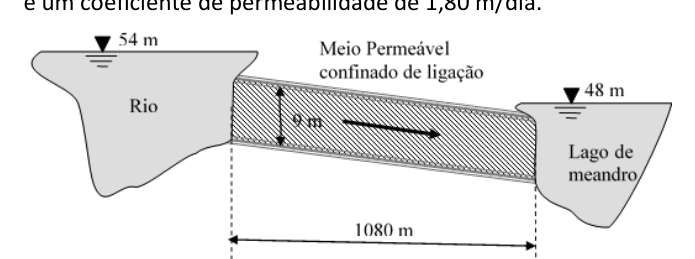 e um coeficiente de permeabilidade de 1,80 m/dia.
54 m
Meio Permeável
confinado de ligação
48 m
Rio
9 m
Lago de
meandro
1080 m